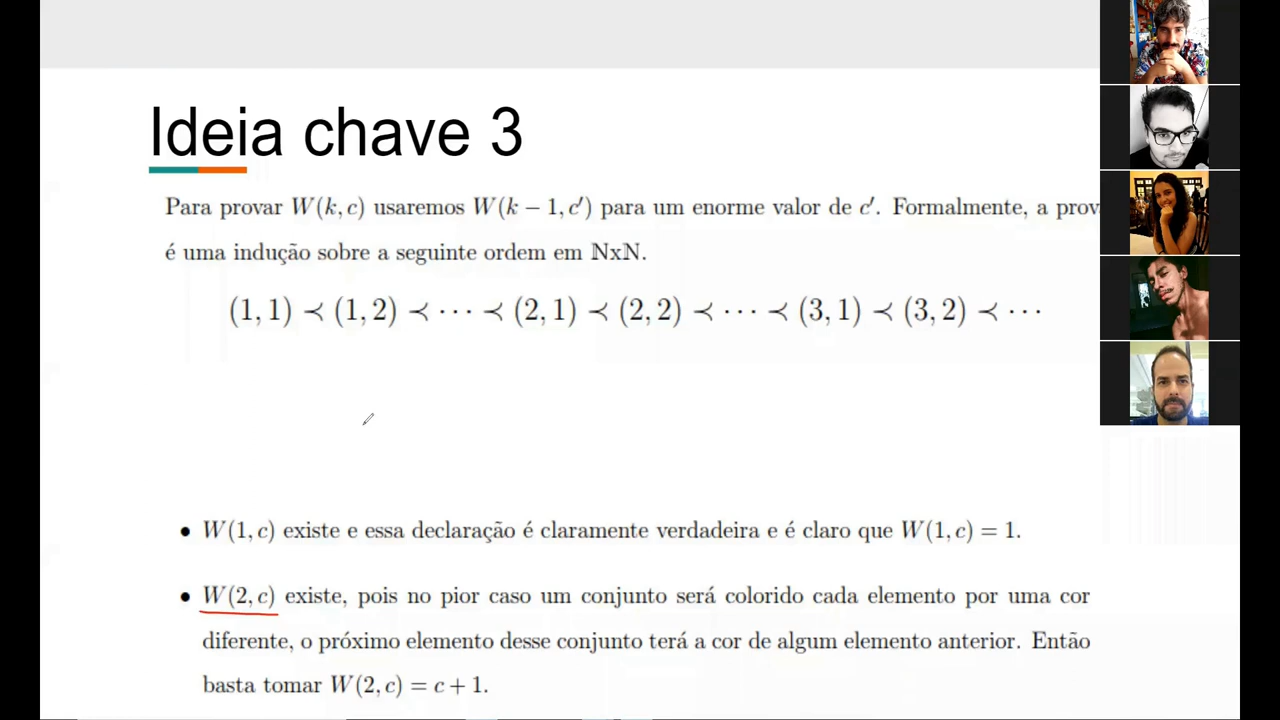 Ideia chave 3
Para provar W(k, c) usaremos W(k − 1, c′) para um enorme valor de c′. Formalmente, a
é uma indução sobre a seguinte ordem em NxN.
(1, 1) ≺ (1, 2) ≺ ⋯ ≺ (2, 1) ≺ (2, 2) ≺ ⋯ ≺ (3, 1) ≺ (3, 2) ≺ ⋯
• W(1, c) existe e essa declaração é claramente verdadeira e é claro que W(1, c) = 1.
• W(2, c) existe, pois no pior caso um conjunto será colorido cada elemento por uma cor
diferente, o próximo elemento desse conjunto terá a cor de algum elemento anterior. Então
basta tomar W(2, c) = c + 1.